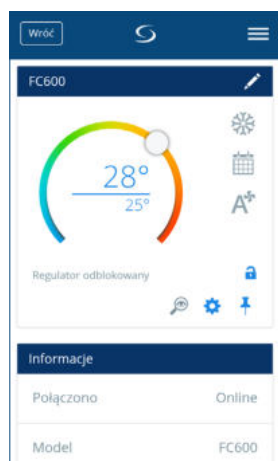 Wróć
FC600
28°
25°
A
Regulator odblokowany
Informacje
Połączono Online
Model FC600